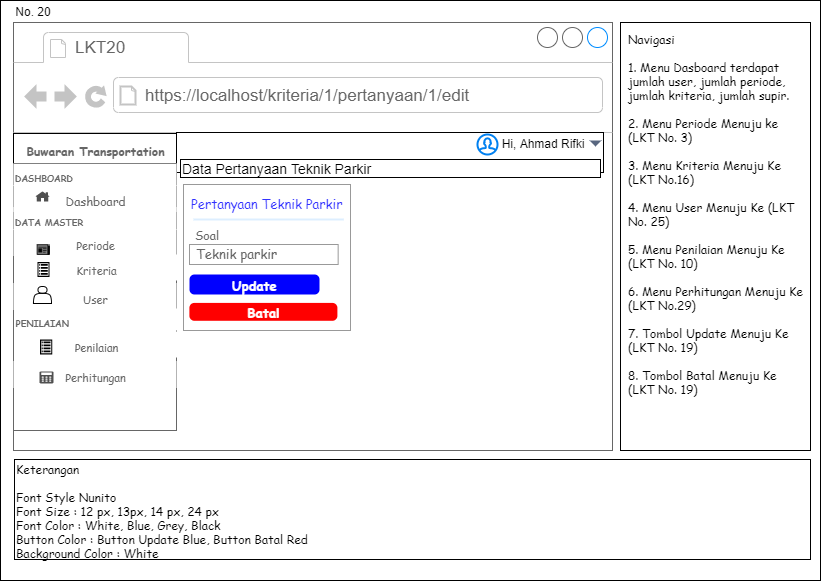 No. 20
LKT20
https://localhost/kriteria/1/pertanyaan/1/edit
Buwaran Transportation
Hi, Ahmad Rifki
Data Pertanyaan Teknik Parkir
DASHBOARD
Dashboard
DATA MASTER
Periode
Kriteria
User
PENILAIAN
Penilaian
Perhitungan
Pertanyaan Teknik Parkir
Soal
Teknik parkir
Update
Batal
Navigasi
1. Menu Dasboard terdapat
jumlah user, jumlah periode,
jumlah kriteria, jumlah supir.
2. Menu Periode Menuju ke
(LKT No. 3)
3. Menu Kriteria Menuju Ke
(LKT No.16)
4. Menu User Menuju Ke (LKT
No. 25)
5. Menu Penilaian Menuju Ke
(LKT No. 10)
6. Menu Perhitungan Menuju Ke
(LKT No.29)
7. Tombol Update Menuju Ke
(LKT No. 19)
8. Tombol Batal Menuju Ke
(LKT No. 19)
Keterangan
Font Style Nunito
Font Size : 12 px, 13px, 14 px, 24 px
Font Color : White, Blue, Grey, Black
Button Color : Button Update Blue, Button Batal Red
Background Color : White